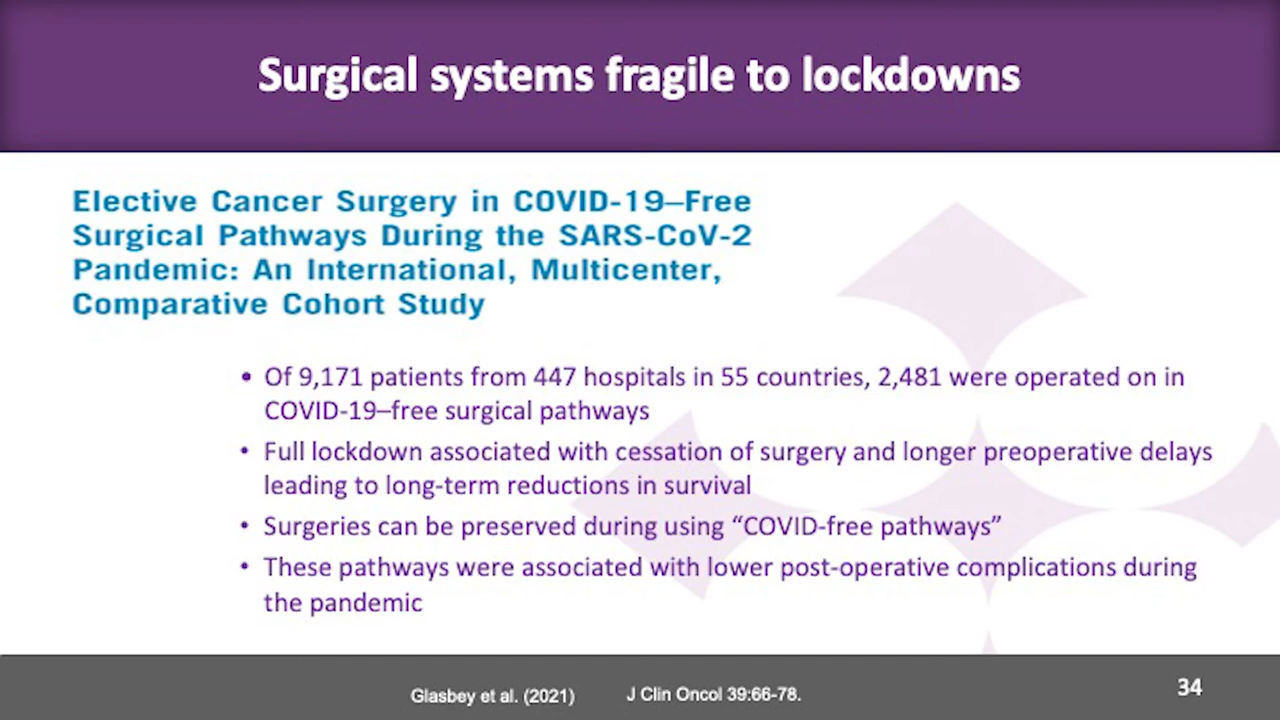 Surgical systems fragile to lockdowns
Elective Cancer Surgery in COVID-19–Free
Surgical Pathways During the SARS-CoV-2
Pandemic: An International, Multicenter,
Comparative Cohort Study
• Of 9,171 patients from 447 hospitals in 55 countries, 2,481 were operated on in
COVID-19–free surgical pathways
• Full lockdown associated with cessation of surgery and longer preoperative delays
leading to long-term reductions in survival
• Surgeries can be preserved during using “COVID-free pathways”
• These pathways were associated with lower post-operative complications during
the pandemic
Glasbey et al. (2021) J Clin Oncol 39:66-78.
34